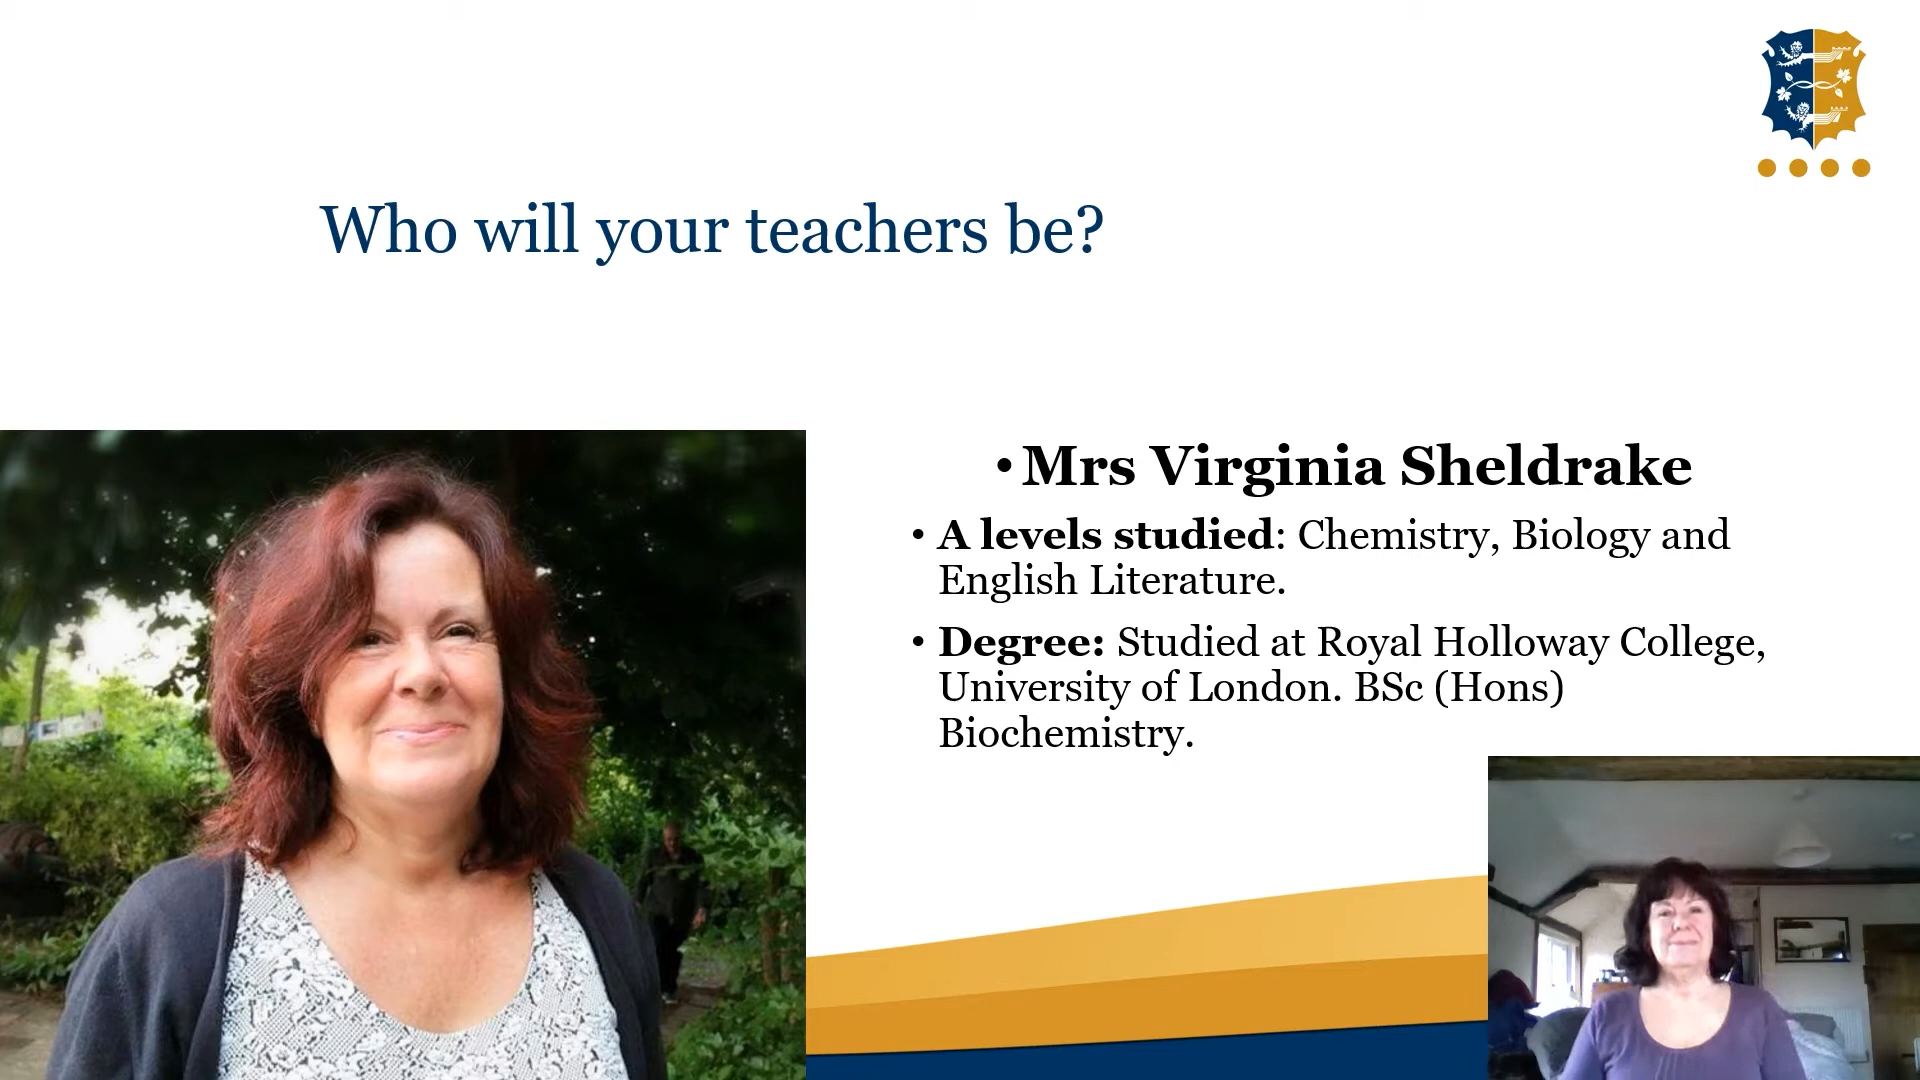 Who will your teachers be?
• Mrs Virginia Sheldrake
• A levels studied: Chemistry, Biology and
English Literature.
• Degree: Studied at Royal Holloway College,
University of London. BSc (Hons)
Biochemistry.